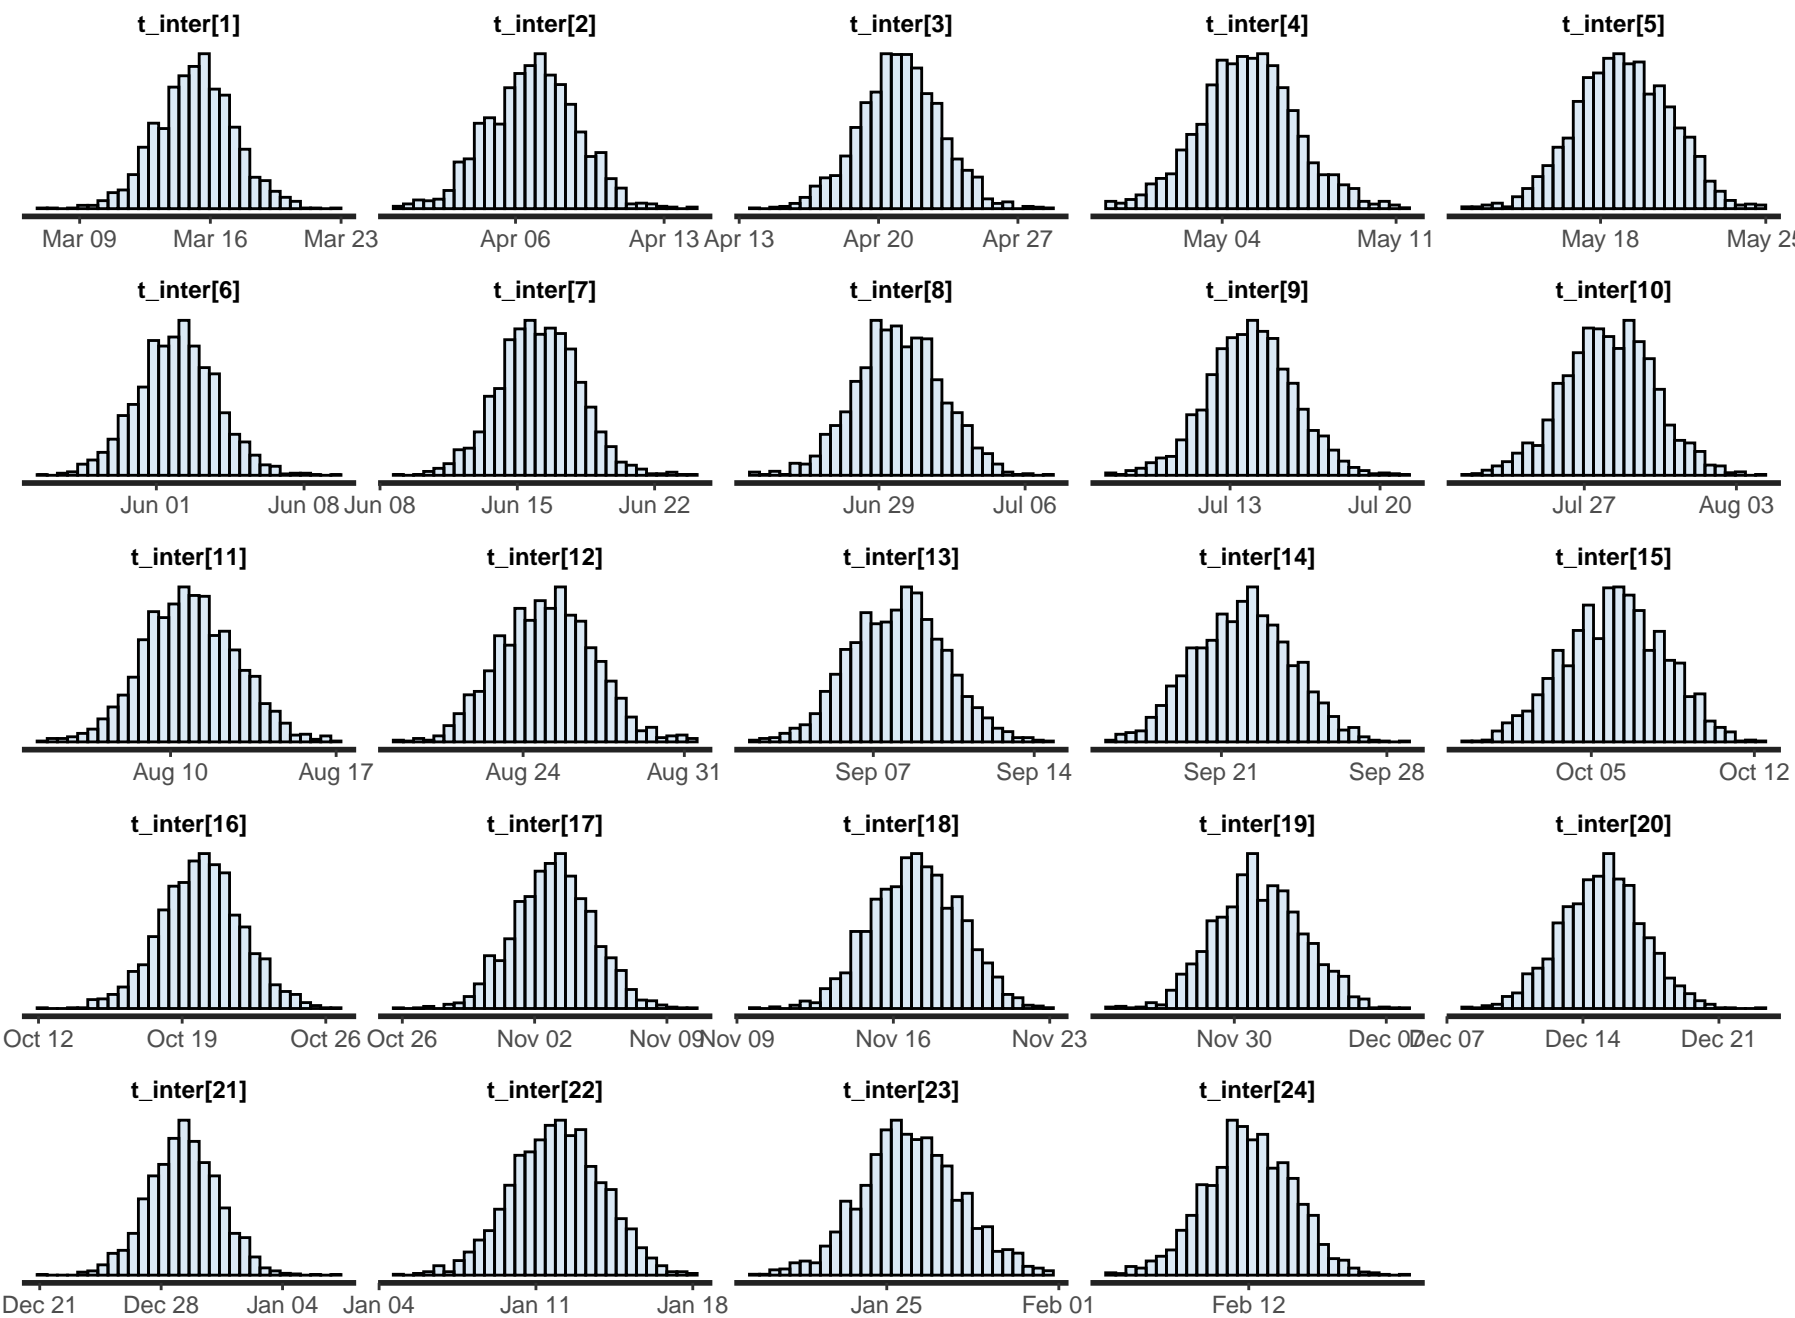 t_inter[1] t_inter[2] t_inter[3] t_inter[4] t_inter[5]
Mar 09 Mar 16 Mar 23 Apr 06 Apr 13 Apr 13 Apr 20 Apr 27 May 04 May 11 May 18 May 25
t_inter[6] t_inter[7] t_inter[8] t_inter[9] t_inter[10]
Jun 01 Jun 08 Jun 08 Jun 15 Jun 22 Jun 29 Jul 06 Jul 13 Jul 20 Jul 27 Aug 03
t_inter[11] t_inter[12] t_inter[13] t_inter[14] t_inter[15]
Aug 10 Aug 17 Aug 24 Aug 31 Sep 07 Sep 14 Sep 21 Sep 28 Oct 05 Oct 12
t_inter[16] t_inter[17] t_inter[18] t_inter[19] t_inter[20]
Oct 12 Oct 19 Oct 26 Oct 26 Nov 02 Nov 09 Nov 09 Nov 16 Nov 23 Nov 30 Dec 07 Dec 07 Dec 14 Dec 21
t_inter[21] t_inter[22] t_inter[23] t_inter[24]
Dec 21 Dec 28 Jan 04 Jan 04 Jan 11 Jan 18 Jan 25 Feb 01 Feb 12